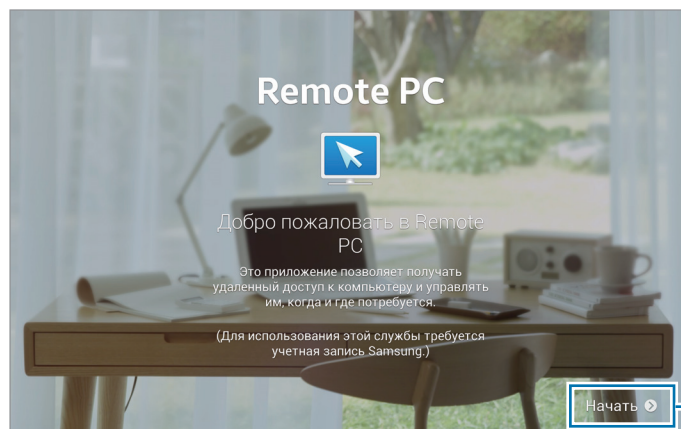 Remote PC
Добро пожаловать в Remote
PC
Это приложение позволяет получать
удаленный доступ к компьютеру и управлять
им, когда и где потребуется.
(Для использования этой службы требуется
учетная запись Samsung.)
Начать